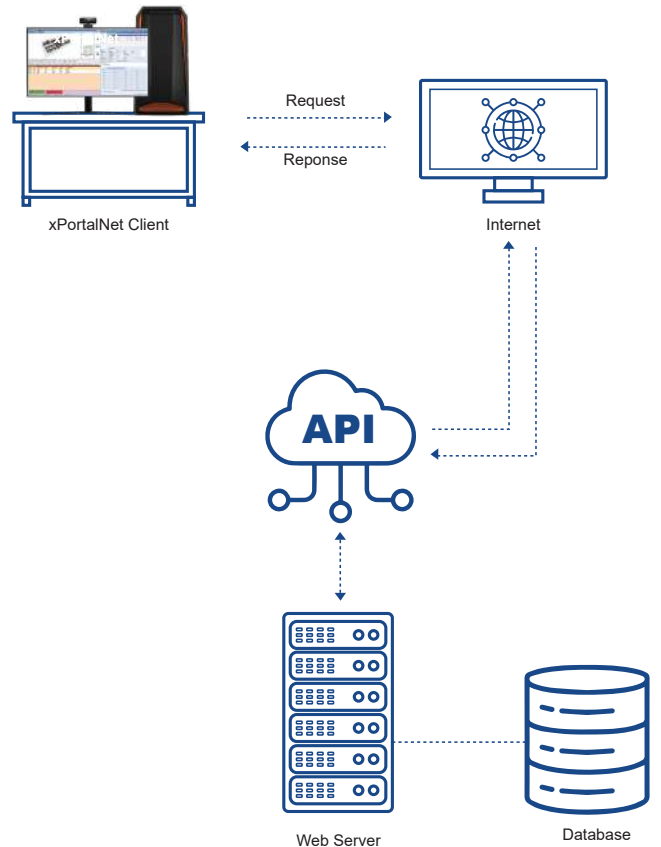 Request
Reponse
xPortalNet Client
Internet
API
Web Server
Database